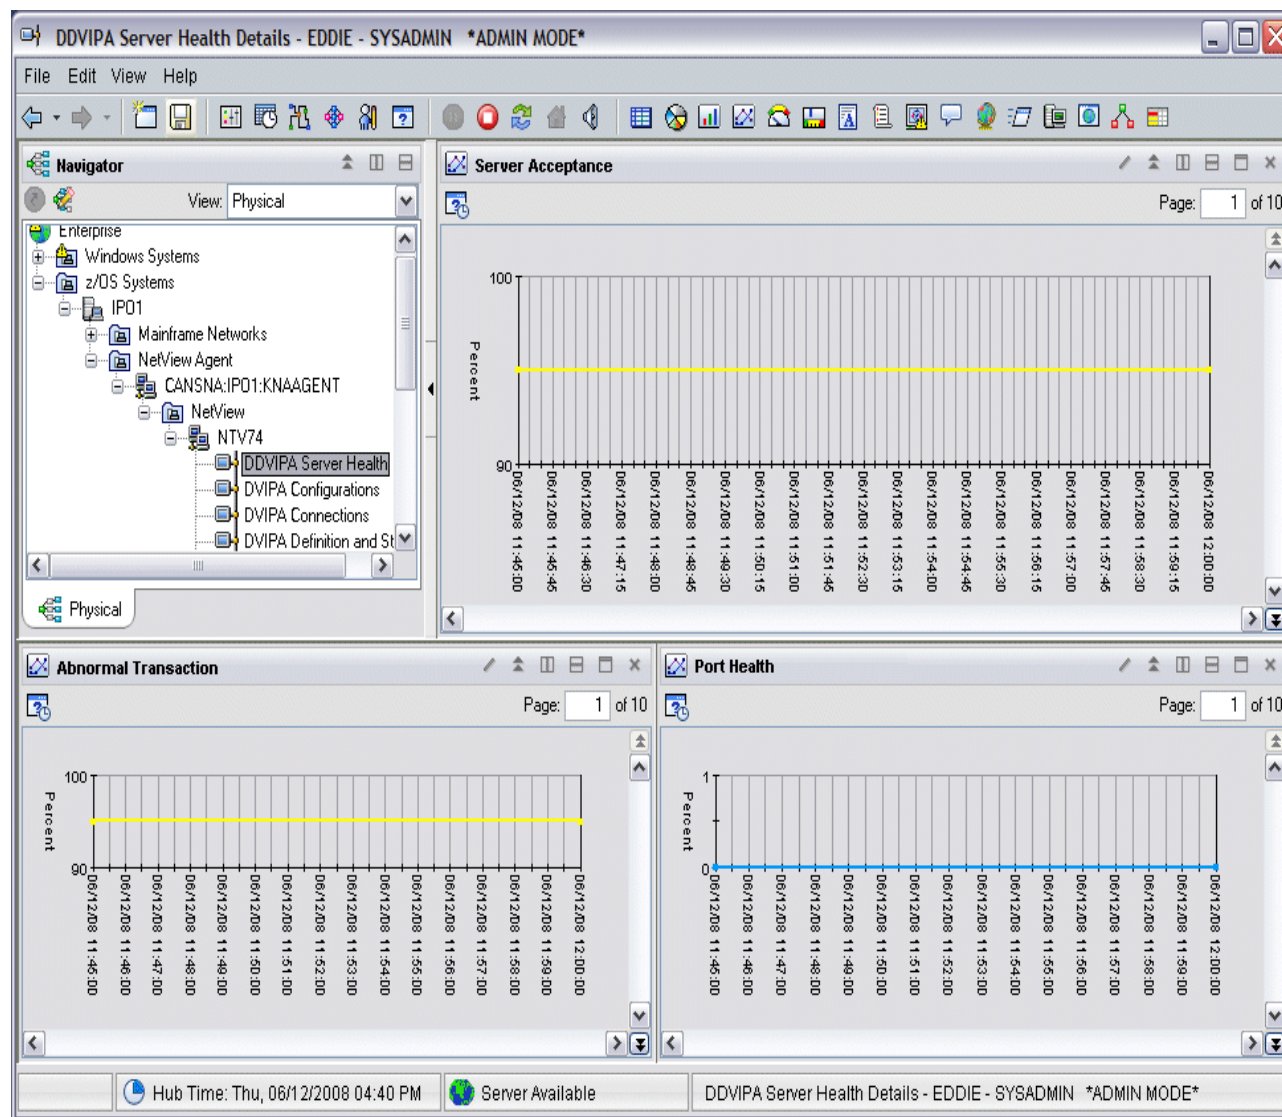 DDVIPA Server Health Details - EDDIE - SYSADMIN *ADMIN MODE*
File Edit View Help
Navigator
View: Physical
Enterprise
Windows Systems
z/OS Systems
IP01
Mainframe Networks
NetView Agent
CANSNA:IP01:KNAAGENT
NetView
NTV74
DDVIPA Server Health
DVIPA Configurations
DVIPA Connections
DVIPA Definition and St
Physical
Server Acceptance
Page: 1 of 10
Percent
100
90
06/12/08 11:45:00
06/12/08 11:45:45
06/12/08 11:46:30
06/12/08 11:47:15
06/12/08 11:48:00
06/12/08 11:48:45
06/12/08 11:49:30
06/12/08 11:50:15
06/12/08 11:51:00
06/12/08 11:51:45
06/12/08 11:52:30
06/12/08 11:53:15
06/12/08 11:54:00
06/12/08 11:54:45
06/12/08 11:55:30
06/12/08 11:56:15
06/12/08 11:57:00
06/12/08 11:57:45
06/12/08 11:58:30
06/12/08 11:59:15
06/12/08 12:00:00
Abnormal Transaction
Page: 1 of 10
Percent
100
90
06/12/08 11:45:00
06/12/08 11:46:00
06/12/08 11:47:00
06/12/08 11:48:00
06/12/08 11:49:00
06/12/08 11:50:00
06/12/08 11:51:00
06/12/08 11:52:00
06/12/08 11:53:00
06/12/08 11:54:00
06/12/08 11:55:00
06/12/08 11:56:00
06/12/08 11:57:00
06/12/08 11:58:00
06/12/08 11:59:00
06/12/08 12:00:00
Port Health
Page: 1 of 10
Percent
1
0
06/12/08 11:45:00
06/12/08 11:46:00
06/12/08 11:47:00
06/12/08 11:48:00
06/12/08 11:49:00
06/12/08 11:50:00
06/12/08 11:51:00
06/12/08 11:52:00
06/12/08 11:53:00
06/12/08 11:54:00
06/12/08 11:55:00
06/12/08 11:56:00
06/12/08 11:57:00
06/12/08 11:58:00
06/12/08 11:59:00
06/12/08 12:00:00
Hub Time: Thu, 06/12/2008 04:40 PM
Server Available
DDVIPA Server Health Details - EDDIE - SYSADMIN *ADMIN MODE*